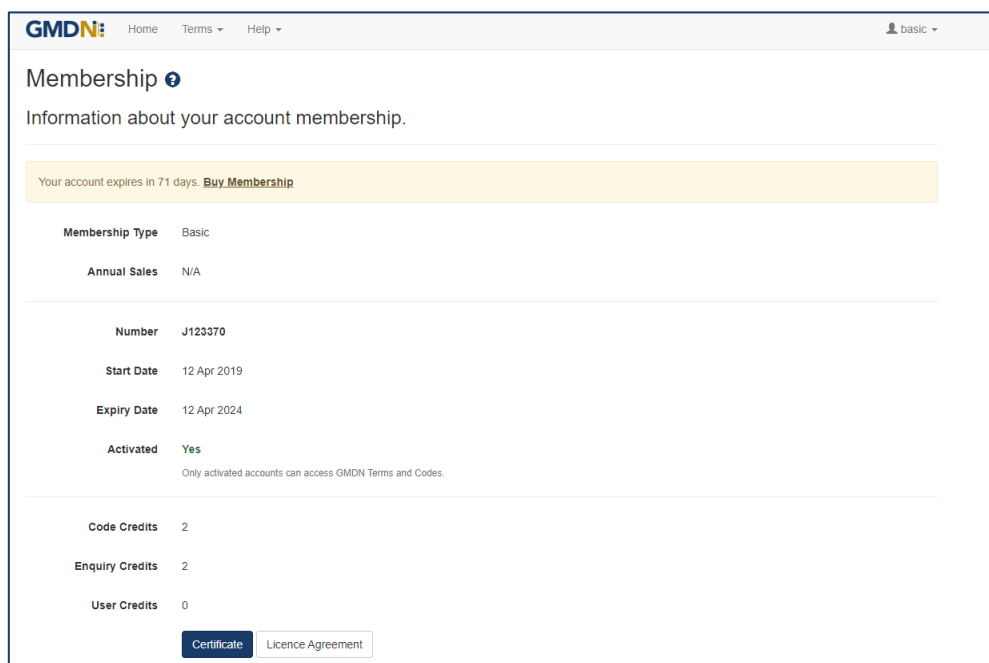 GMDN Home Terms Help basic
Membership
Information about your account membership.
Your account expires in 71 days. Buy Membership
Membership Type Basic
Annual Sales N/A
Number J123370
Start Date 12 Apr 2019
Expiry Date 12 Apr 2024
Activated Yes
Only activated accounts can access GMDN Terms and Codes.
Code Credits 2
Enquiry Credits 2
User Credits 0
Certificate Licence Agreement